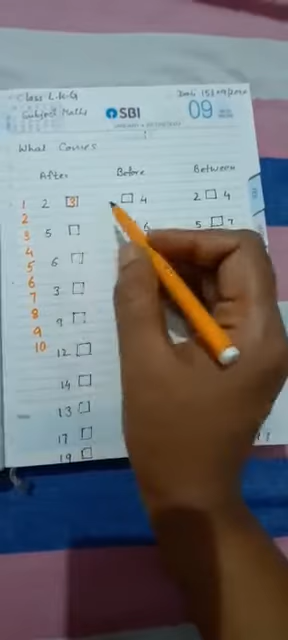 Class L.K.G
Subject Maths
SBI
09
What Comes
After Before Between
1 2 3 □ 4 2 □ 4
2
3 5 □ 6 5 □ 7
4
5 6 □
6
7 3 □
8
9 9 □
10
12 □
14 □
13 □
17 □
19 □